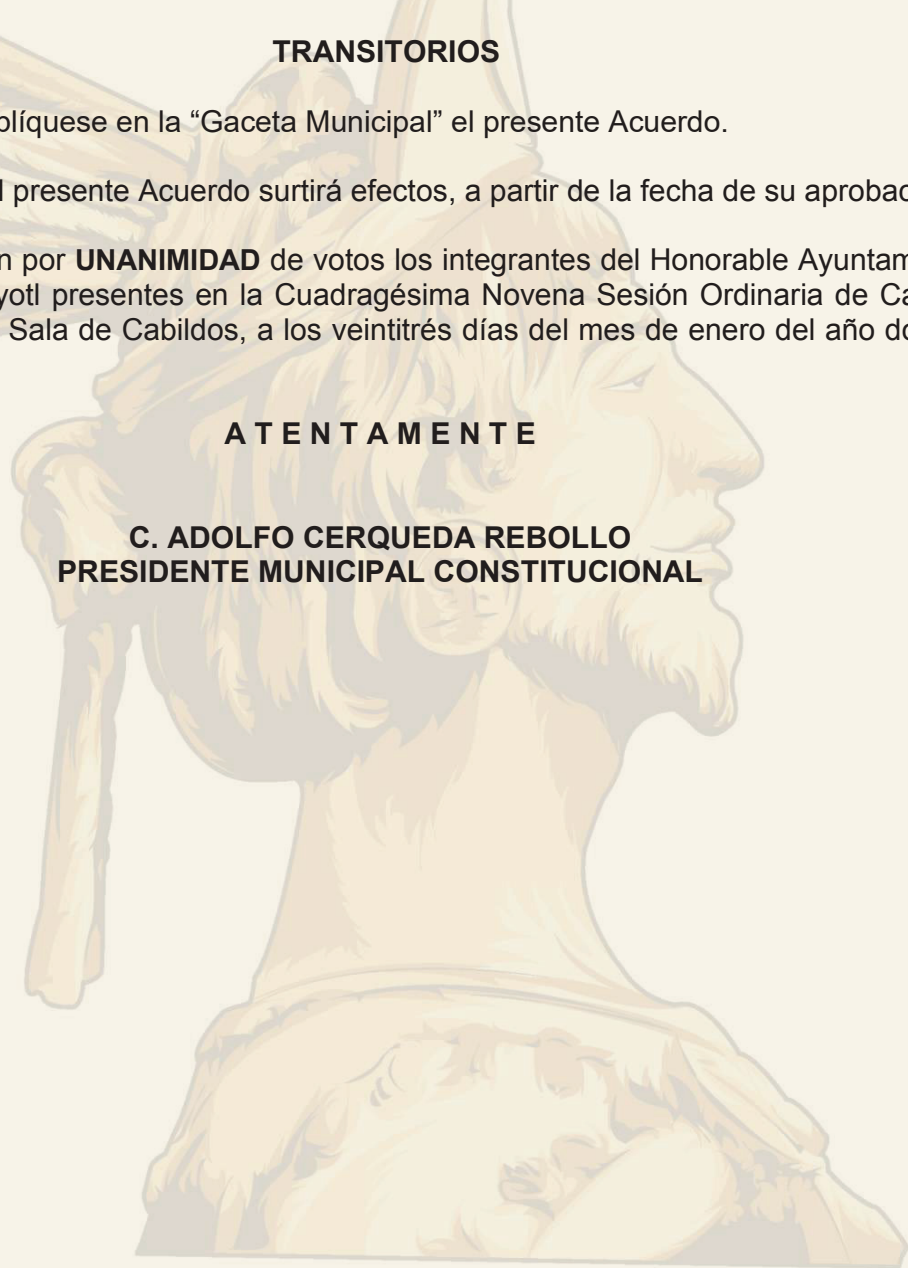 TRANSITORIOS
blíquese en la “Gaceta Municipal” el presente Acuerdo.
l presente Acuerdo surtirá efectos, a partir de la fecha de su aprobac
n por UNANIMIDAD de votos los integrantes del Honorable Ayuntam
yotl presentes en la Cuadragésima Novena Sesión Ordinaria de Ca
Sala de Cabildos, a los veintitrés días del mes de enero del año do
A T E N T A M E N T E
C. ADOLFO CERQUEDA REBOLLO
PRESIDENTE MUNICIPAL CONSTITUCIONAL